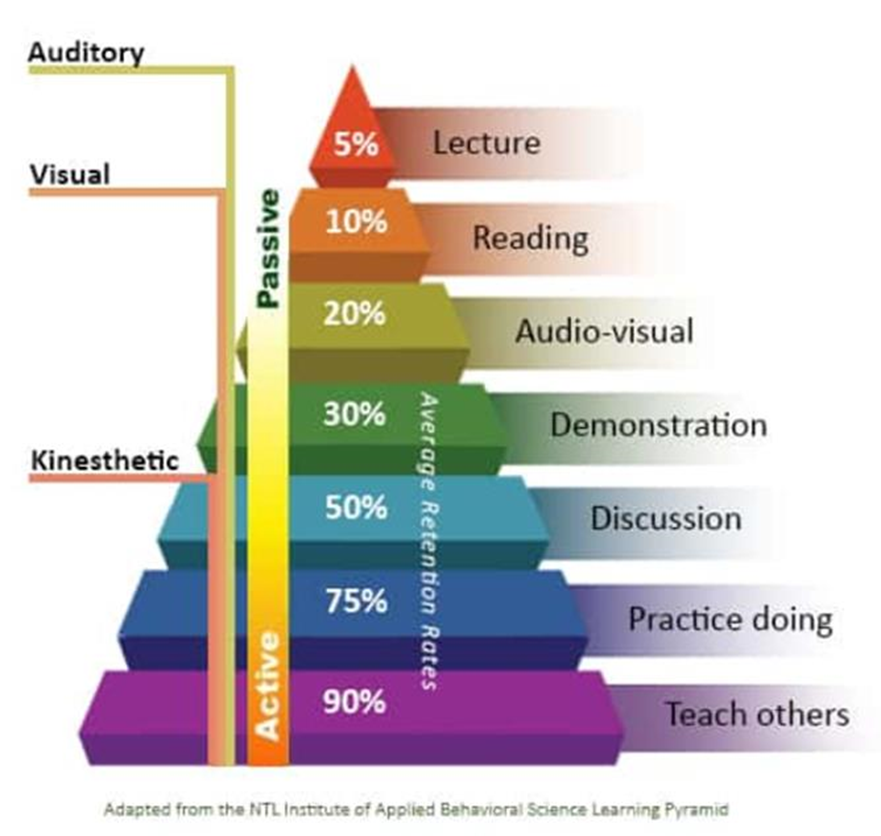 Auditory
5%
Lecture
Visual
10%
Reading
Passive
20%
Audio-visual
30%
Demonstration
Kinesthetic
50%
Discussion
Average Retention Rates
75%
Practice doing
Active
90%
Teach others
Adapted from the NTL Institute of Applied Behavioral Science Learning Pyramid